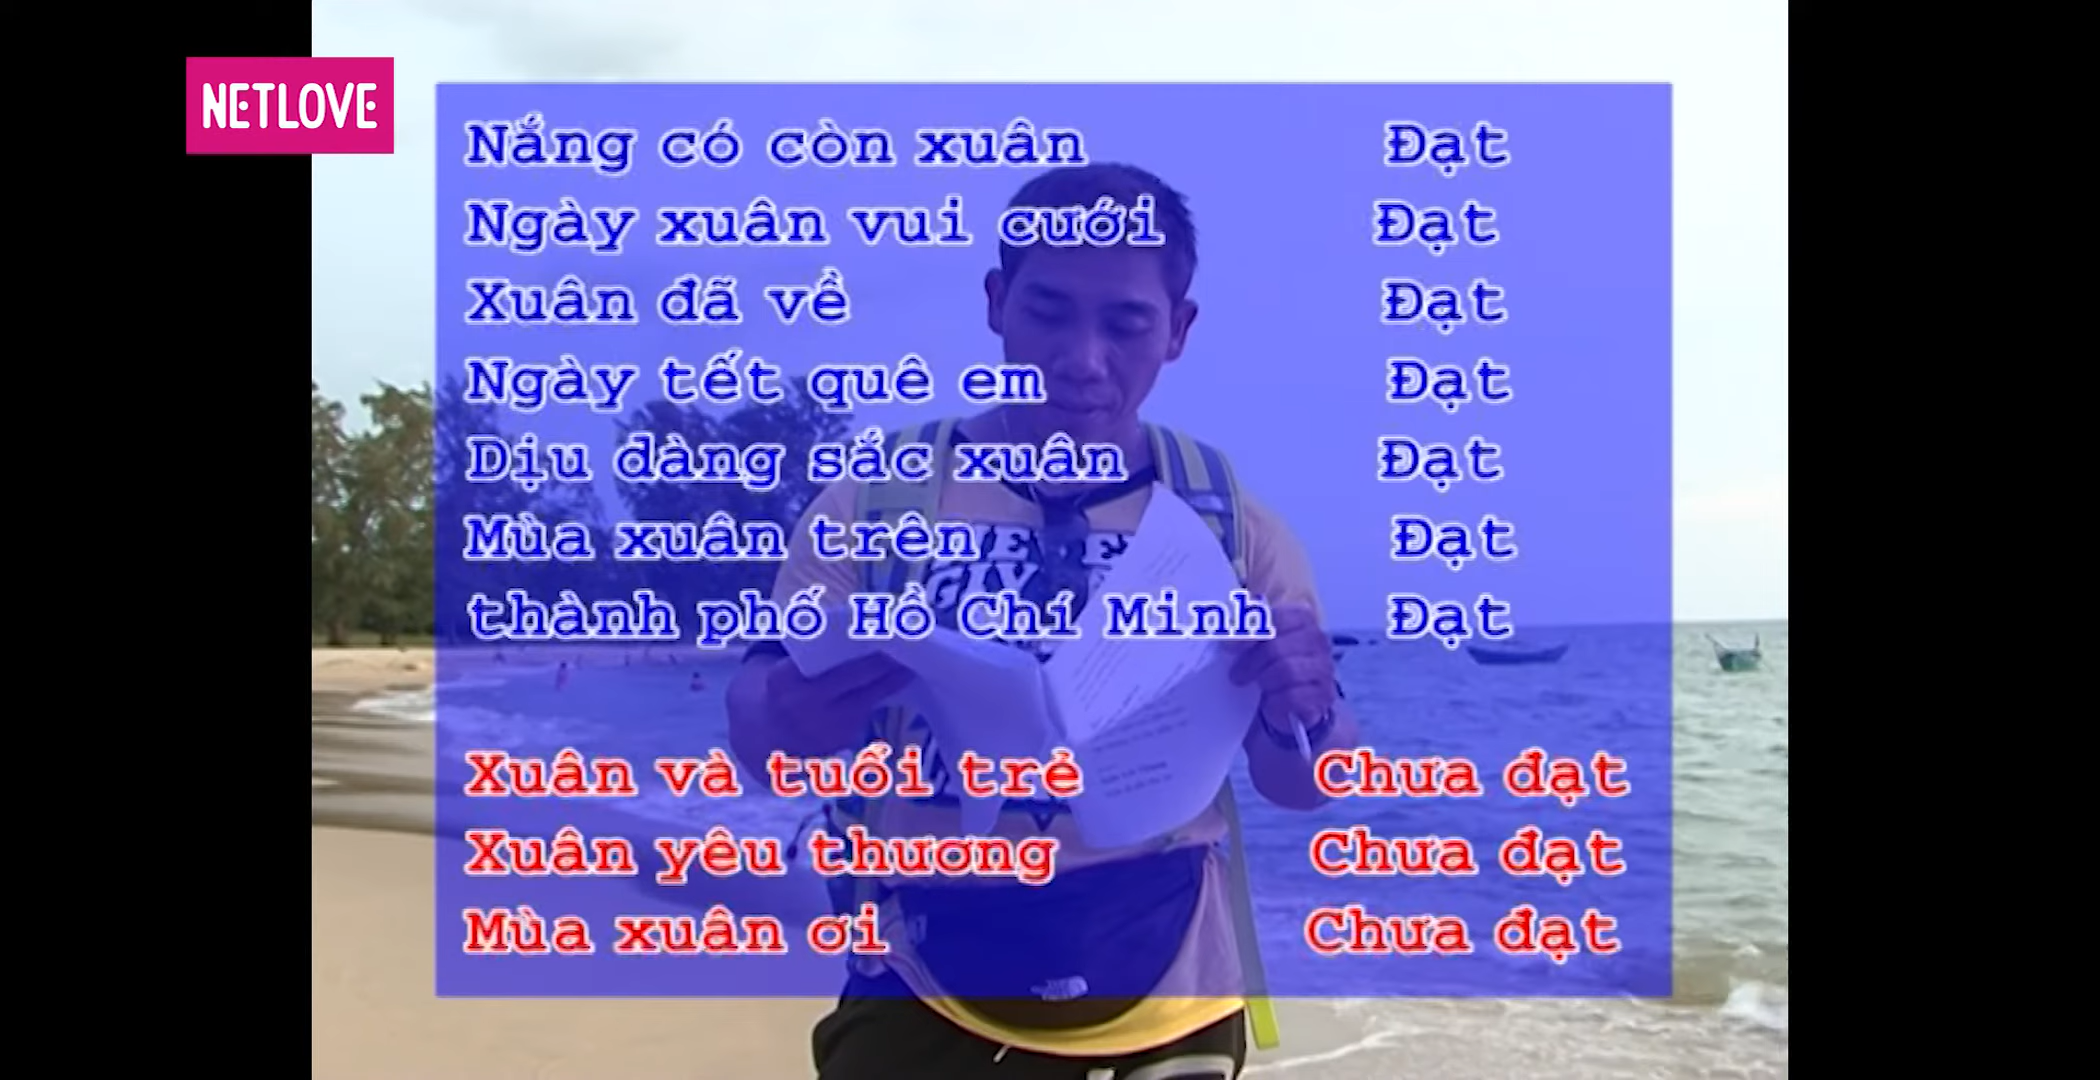 NETLOVE
Nắng có còn xuân Đạt
Ngày xuân vui cưới Đạt
Xuân đã về Đạt
Ngày tết quê em Đạt
Dịu dàng sắc xuân Đạt
Mùa xuân trên Đạt
thành phố Hồ Chí Minh Đạt
Xuân và tuổi trẻ Chưa đạt
Xuân yêu thương Chưa đạt
Mùa xuân ơi Chưa đạt